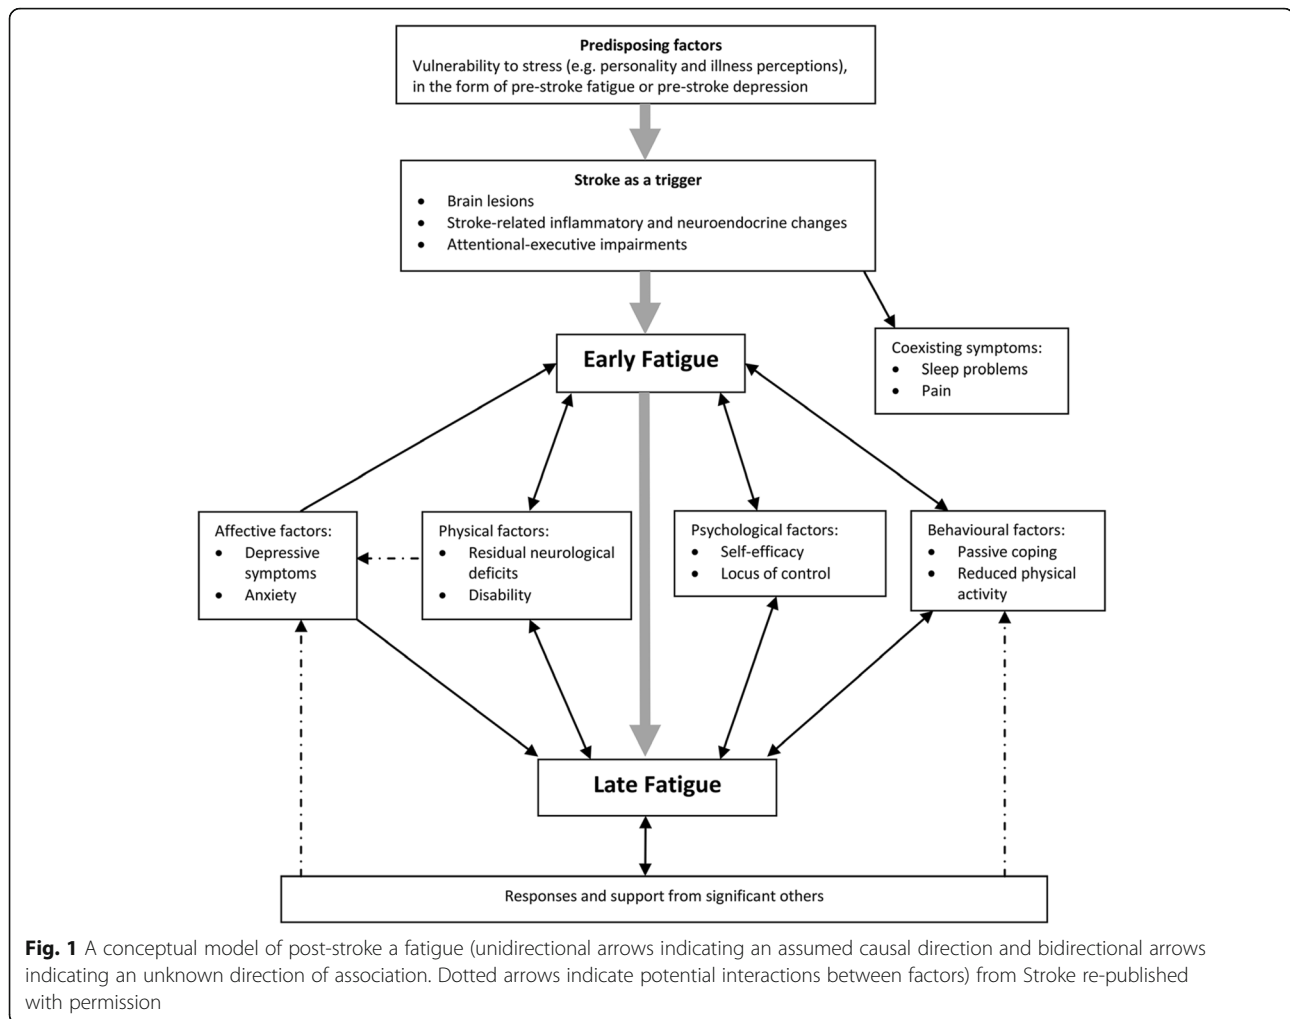 Predisposing factors
Vulnerability to stress (e.g. personality and illness perceptions),
in the form of pre-stroke fatigue or pre-stroke depression
Stroke as a trigger
• Brain lesions
• Stroke-related inflammatory and neuroendocrine changes
• Attentional-executive impairments
Early Fatigue
Coexisting symptoms:
• Sleep problems
• Pain
Affective factors:
• Depressive
symptoms
• Anxiety
Physical factors:
• Residual neurological
deficits
• Disability
Psychological factors:
• Self-efficacy
• Locus of control
Behavioural factors:
• Passive coping
• Reduced physical
activity
Late Fatigue
Responses and support from significant others
Fig. 1 A conceptual model of post-stroke a fatigue (unidirectional arrows indicating an assumed causal direction and bidirectional arrows
indicating an unknown direction of association. Dotted arrows indicate potential interactions between factors) from Stroke re-published
with permission